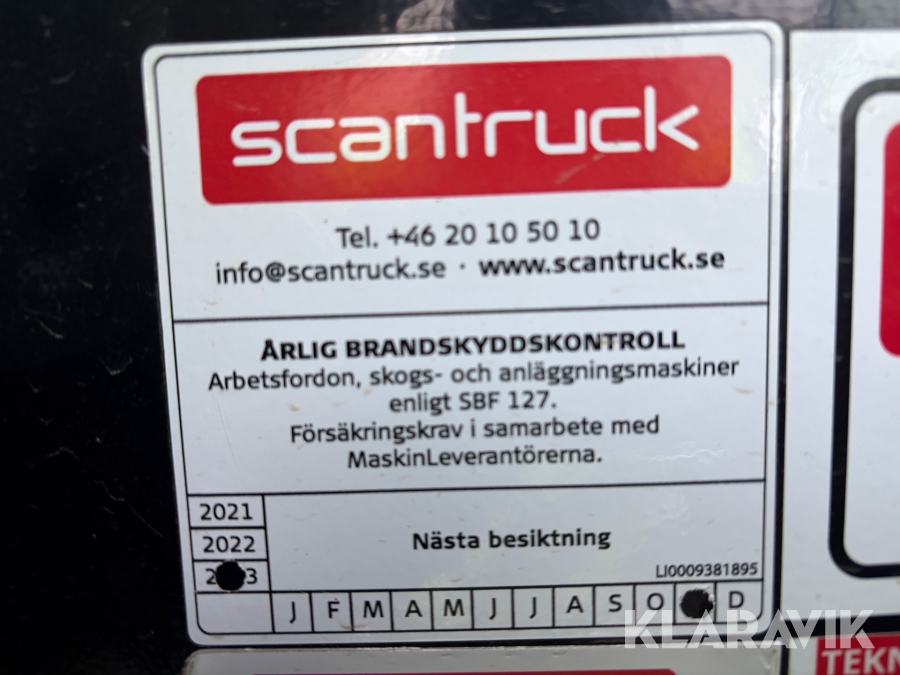 scantruck
Tel. +46 20 10 50 10
info@scantruck.se · www.scantruck.se
ÅRLIG BRANDSKYDDSKONTROLL
Arbetsfordon, skogs- och anläggningsmaskiner
enligt SBF 127.
Försäkringskrav i samarbete med
MaskinLeverantörerna.
2021
2022
Nästa besiktning
LI0009381895
J F M A M J J A S O D
KLARAVIK
TEKN